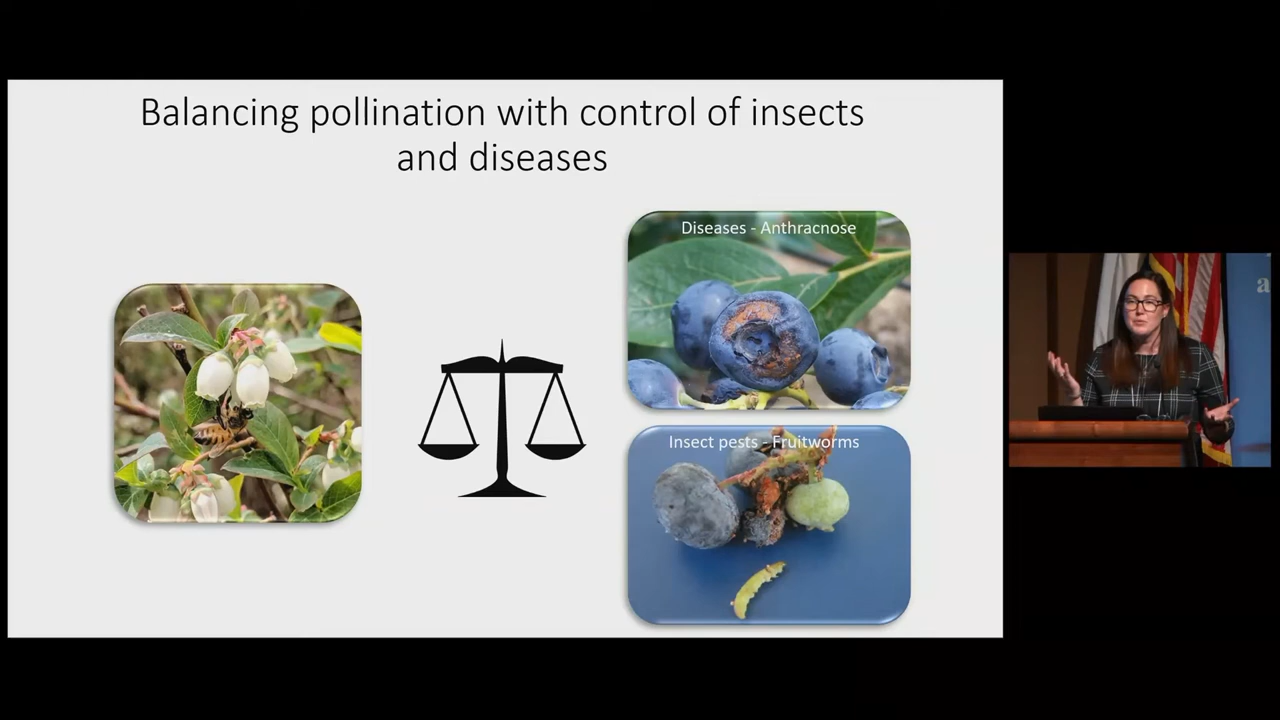 Balancing pollination with control of insects
and diseases
Diseases - Anthracnose
Insect pests - Fruitworms
a